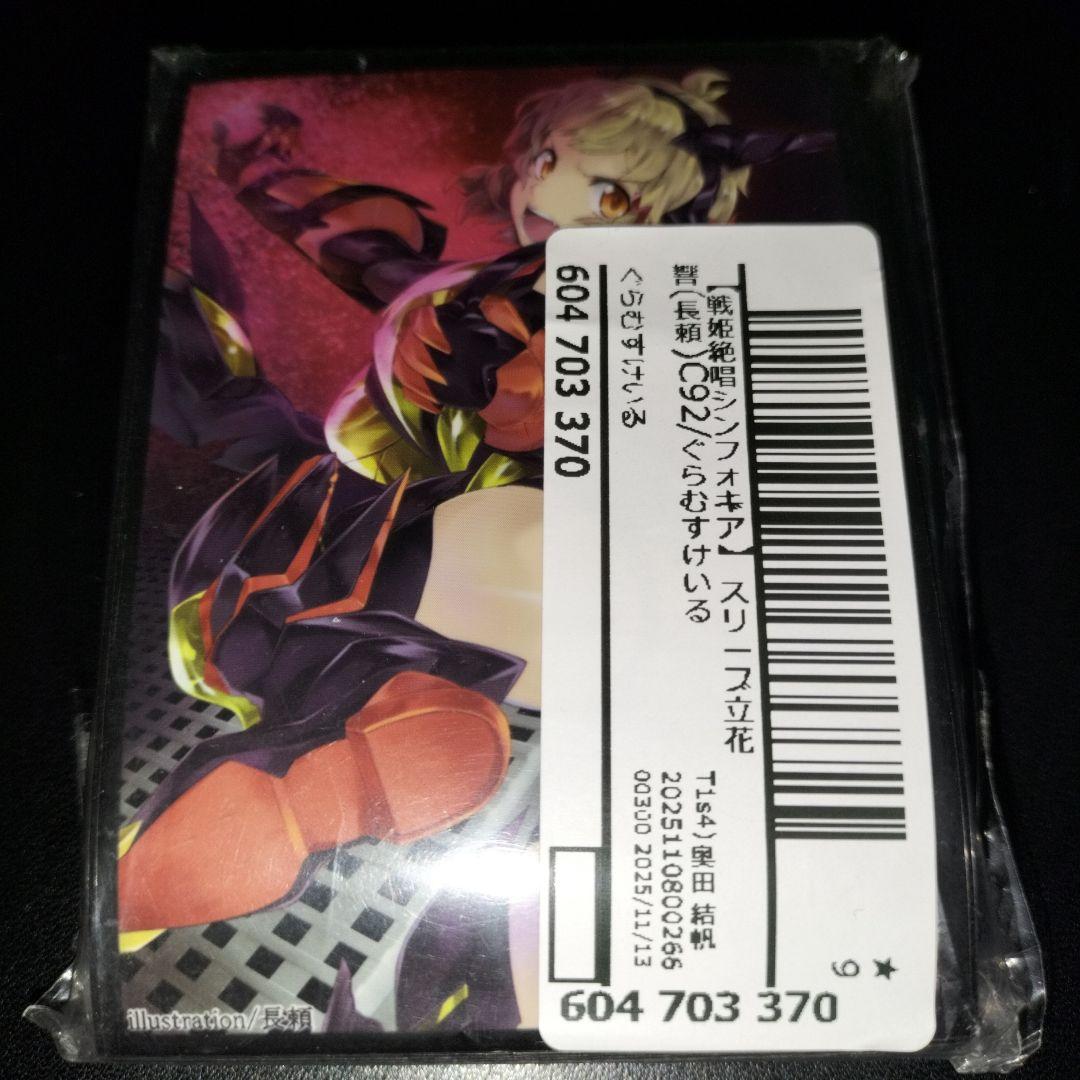 【戦姫絶唱シンフォギア】 スリーブ立花
響(長頼)C92/ぐらむすけいる
ぐらむすけいる
604 703 370
T1s4)奥田 結帆
2025110800266
00300 2025/11/13
★
9
604 703 370
illustration/長頼